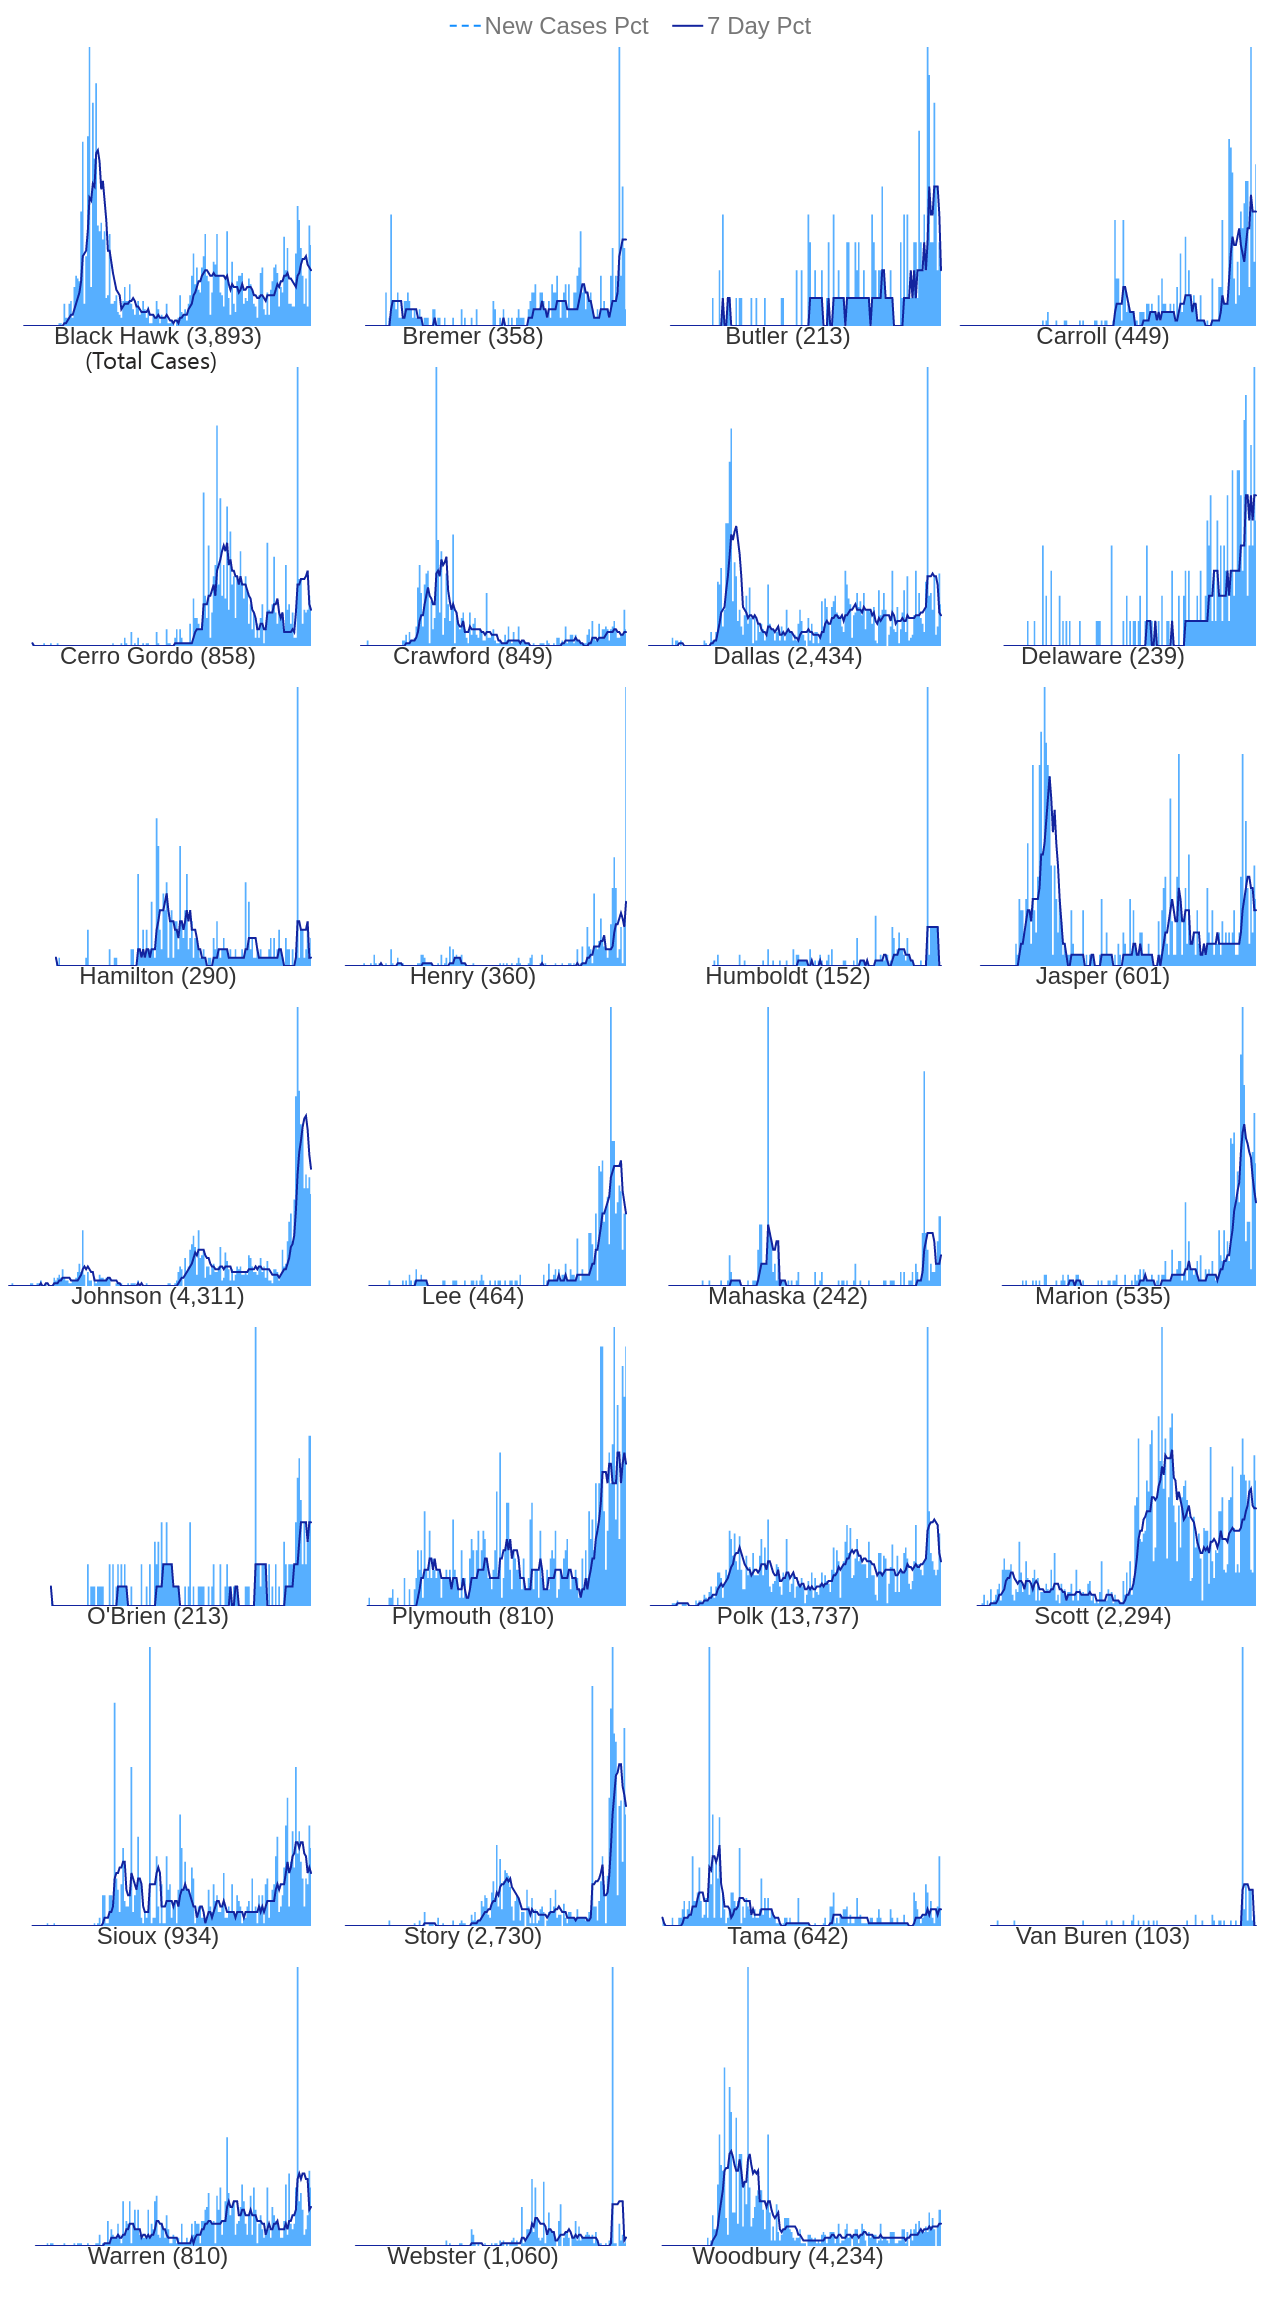 New Cases Pct 7 Day Pct
Black Hawk (3,893) Bremer (358) Butler (213) Carroll (449)
(Total Cases)
Cerro Gordo (858) Crawford (849) Dallas (2,434) Delaware (239)
Hamilton (290) Henry (360) Humboldt (152) Jasper (601)
Johnson (4,311) Lee (464) Mahaska (242) Marion (535)
O'Brien (213) Plymouth (810) Polk (13,737) Scott (2,294)
Sioux (934) Story (2,730) Tama (642) Van Buren (103)
Warren (810) Webster (1,060) Woodbury (4,234)